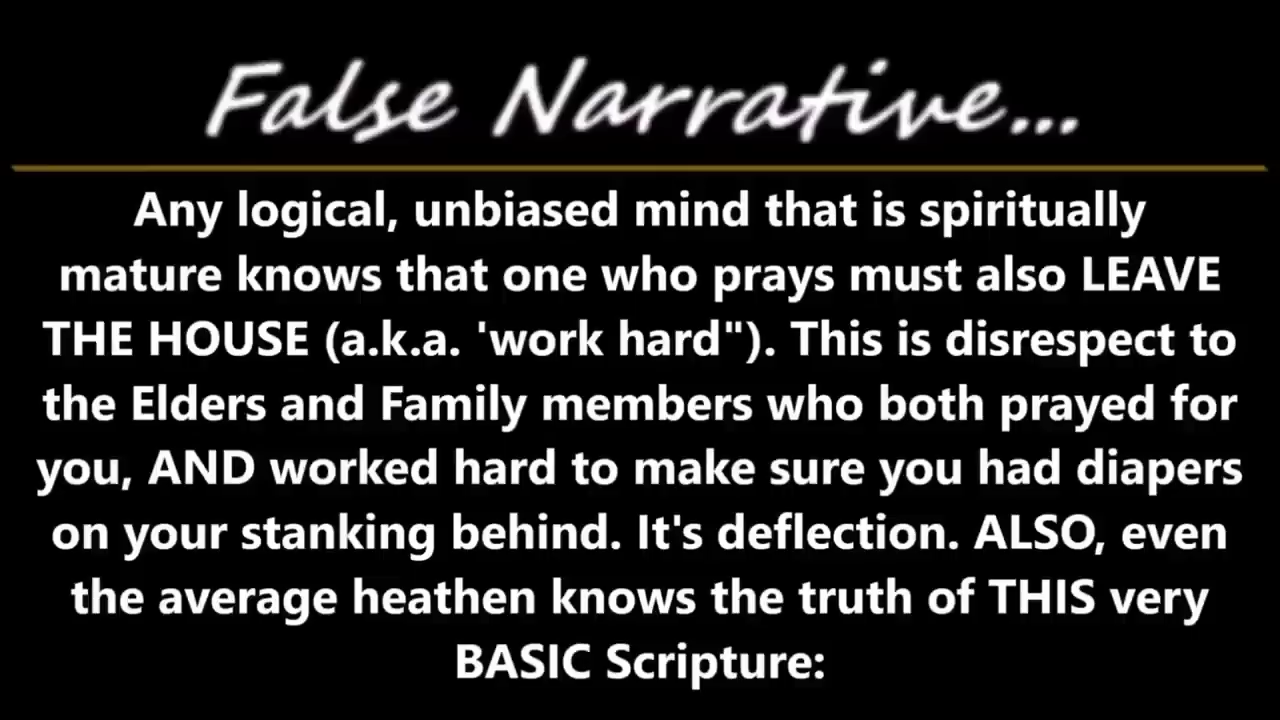 False Narrative...
Any logical, unbiased mind that is spiritually
mature knows that one who prays must also LEAVE
THE HOUSE (a.k.a. 'work hard"). This is disrespect to
the Elders and Family members who both prayed for
you, AND worked hard to make sure you had diapers
on your stanking behind. It's deflection. ALSO, even
the average heathen knows the truth of THIS very
BASIC Scripture: